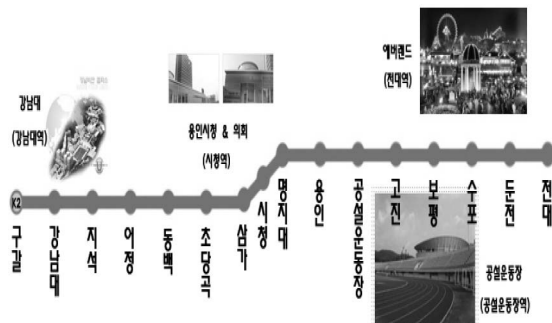 에버랜드
(전대역)
강남대
(강남대역)
용인시청 & 의회
(시청역)
K2
구갈
강남대
지석
어정
동백
초당곡
삼가
시청
명지대
용인
공설운동장
고진
보평
수포
둔전
전대
공설운동장
(공설운동장역)